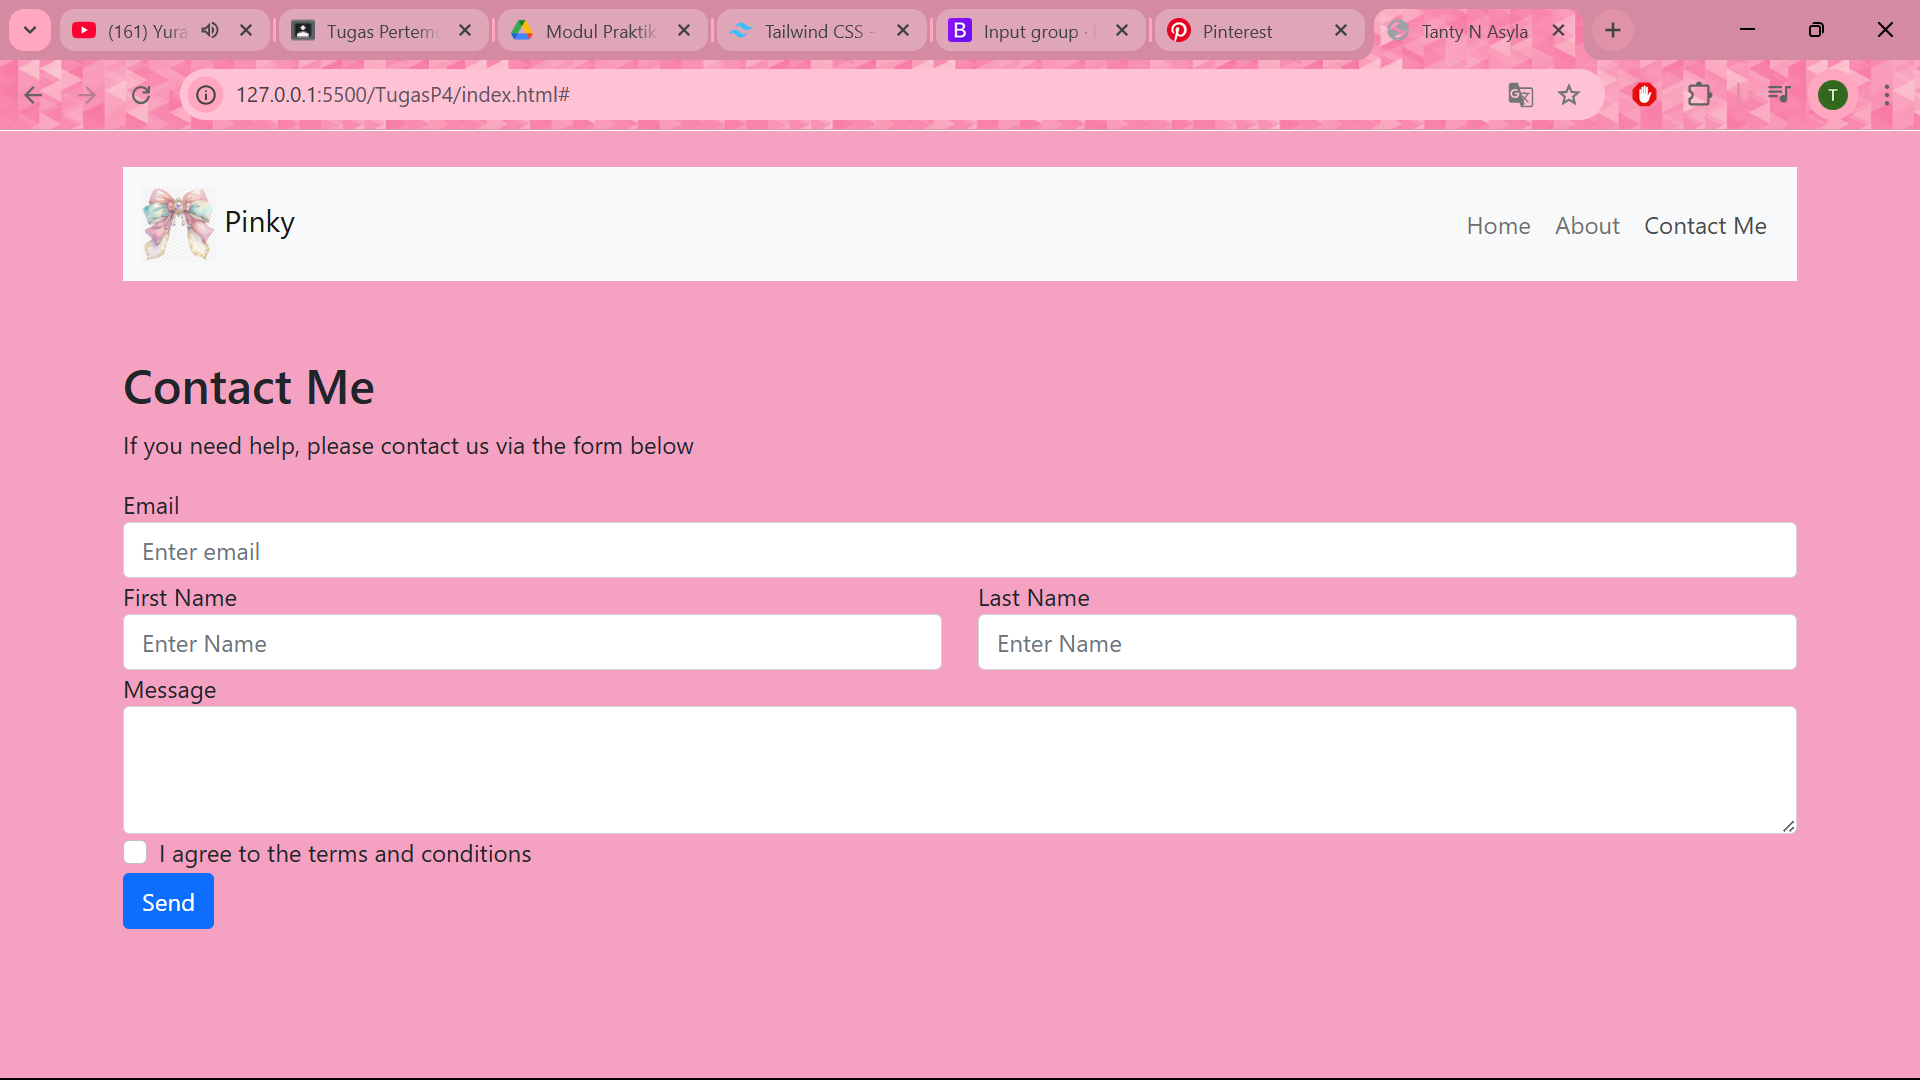 (161) Yura
Tugas Pertem
Modul Praktik
Tailwind CSS -
Input group ·
Pinterest
Tanty N Asyla
127.0.0.1:5500/TugasP4/index.html#
T
Pinky
Home
About
Contact Me
Contact Me
If you need help, please contact us via the form below
Email
Enter email
First Name
Last Name
Enter Name
Enter Name
Message
I agree to the terms and conditions
Send